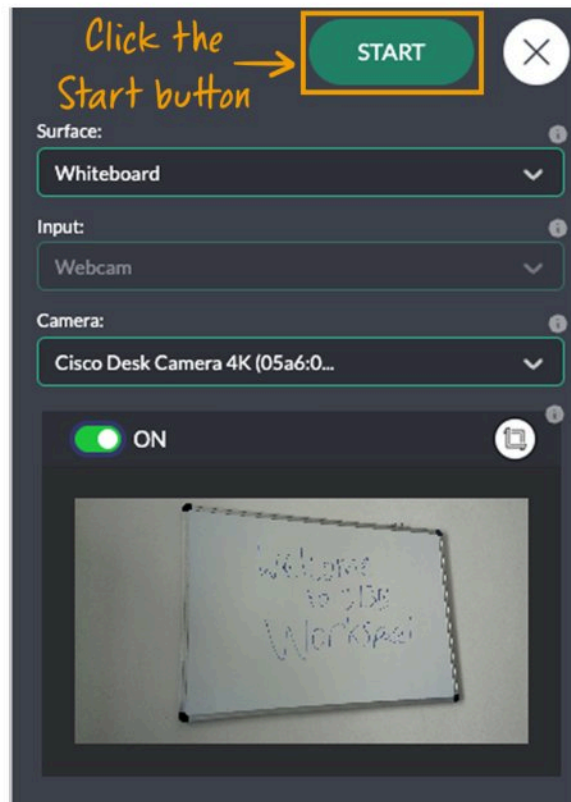 Click the
Start button
START
Surface:
Whiteboard
Input:
Webcam
Camera:
Cisco Desk Camera 4K (05a6:0...
ON
Welcome
to